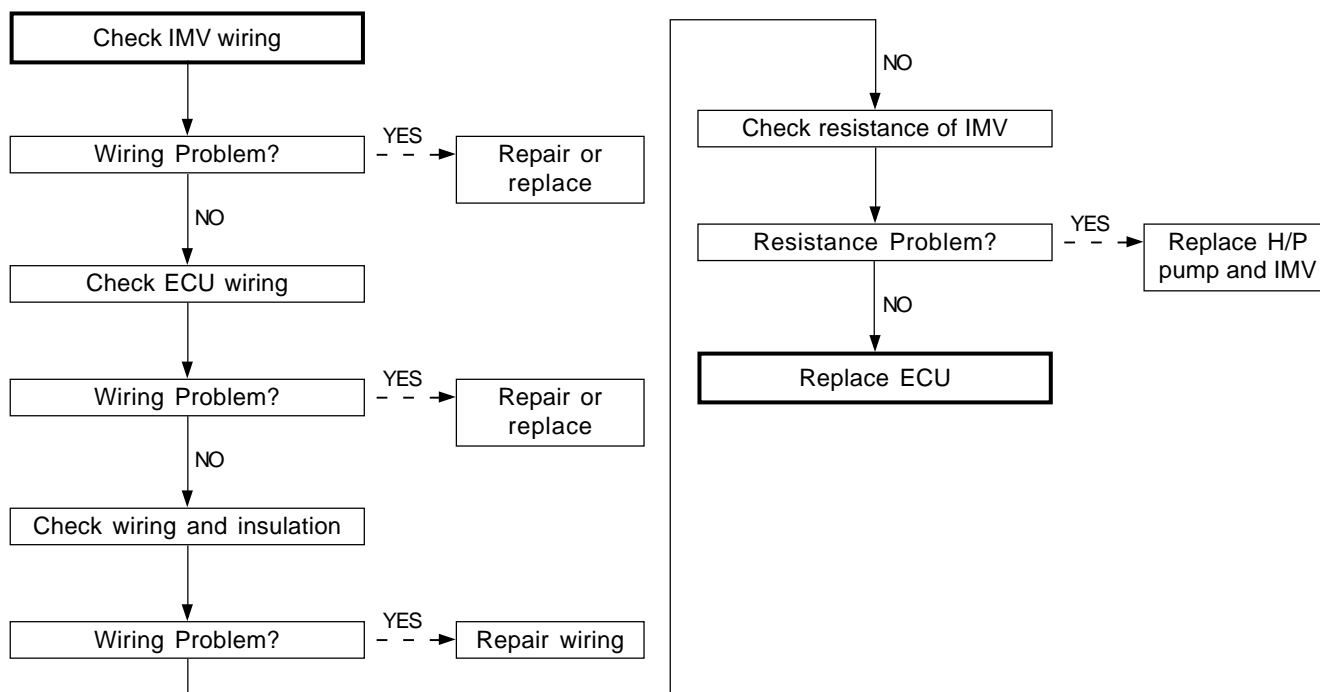 Check IMV wiring
Wiring Problem?
YES
Repair or
replace
NO
Check ECU wiring
Wiring Problem?
YES
Repair or
replace
NO
Check wiring and insulation
Wiring Problem?
YES
Repair wiring
NO
Check resistance of IMV
Resistance Problem?
YES
Replace H/P
pump and IMV
NO
Replace ECU